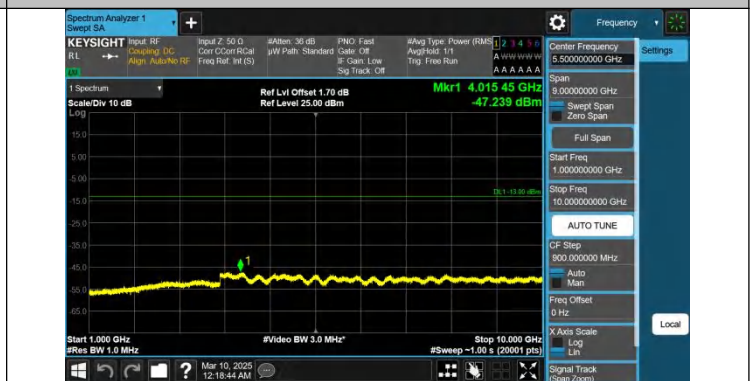 Spectrum Analyzer 1
Swept SA
Frequency
KEYSIGHT
RL
Input: RF
Coupling: DC
Align: Auto/No RF
Input Z: 50 Ω
Corr CCorr RCal
Freq Ref: Int (S)
#Atten: 36 dB
µW Path: Standard
PNO: Fast
Gate: Off
IF Gain: Low
Sig Track: Off
#Avg Type: Power (RMS
Avg|Hold: 1/1
Trig: Free Run
1 2 3 4 5 6
A W W W W W
A A A A A A
1 Spectrum
Scale/Div 10 dB
Log
Ref Lvl Offset 1.70 dB
Ref Level 25.00 dBm
Mkr1 4.015 45 GHz
-47.239 dBm
15.0
5.00
-5.00
-15.0
-25.0
-35.0
-45.0
-55.0
-65.0
DL1 -13.00 dBm
1
Start 1.000 GHz
#Res BW 1.0 MHz
#Video BW 3.0 MHz*
Stop 10.000 GHz
#Sweep ~1.00 s (20001 pts)
Mar 10, 2025
12:18:44 AM
Center Frequency
5.500000000 GHz
Settings
Span
9.00000000 GHz
Swept Span
Zero Span
Full Span
Start Freq
1.000000000 GHz
Stop Freq
10.000000000 GHz
AUTO TUNE
CF Step
900.000000 MHz
Auto
Man
Freq Offset
0 Hz
X Axis Scale
Log
Lin
Local
Signal Track
(Span Zoom)